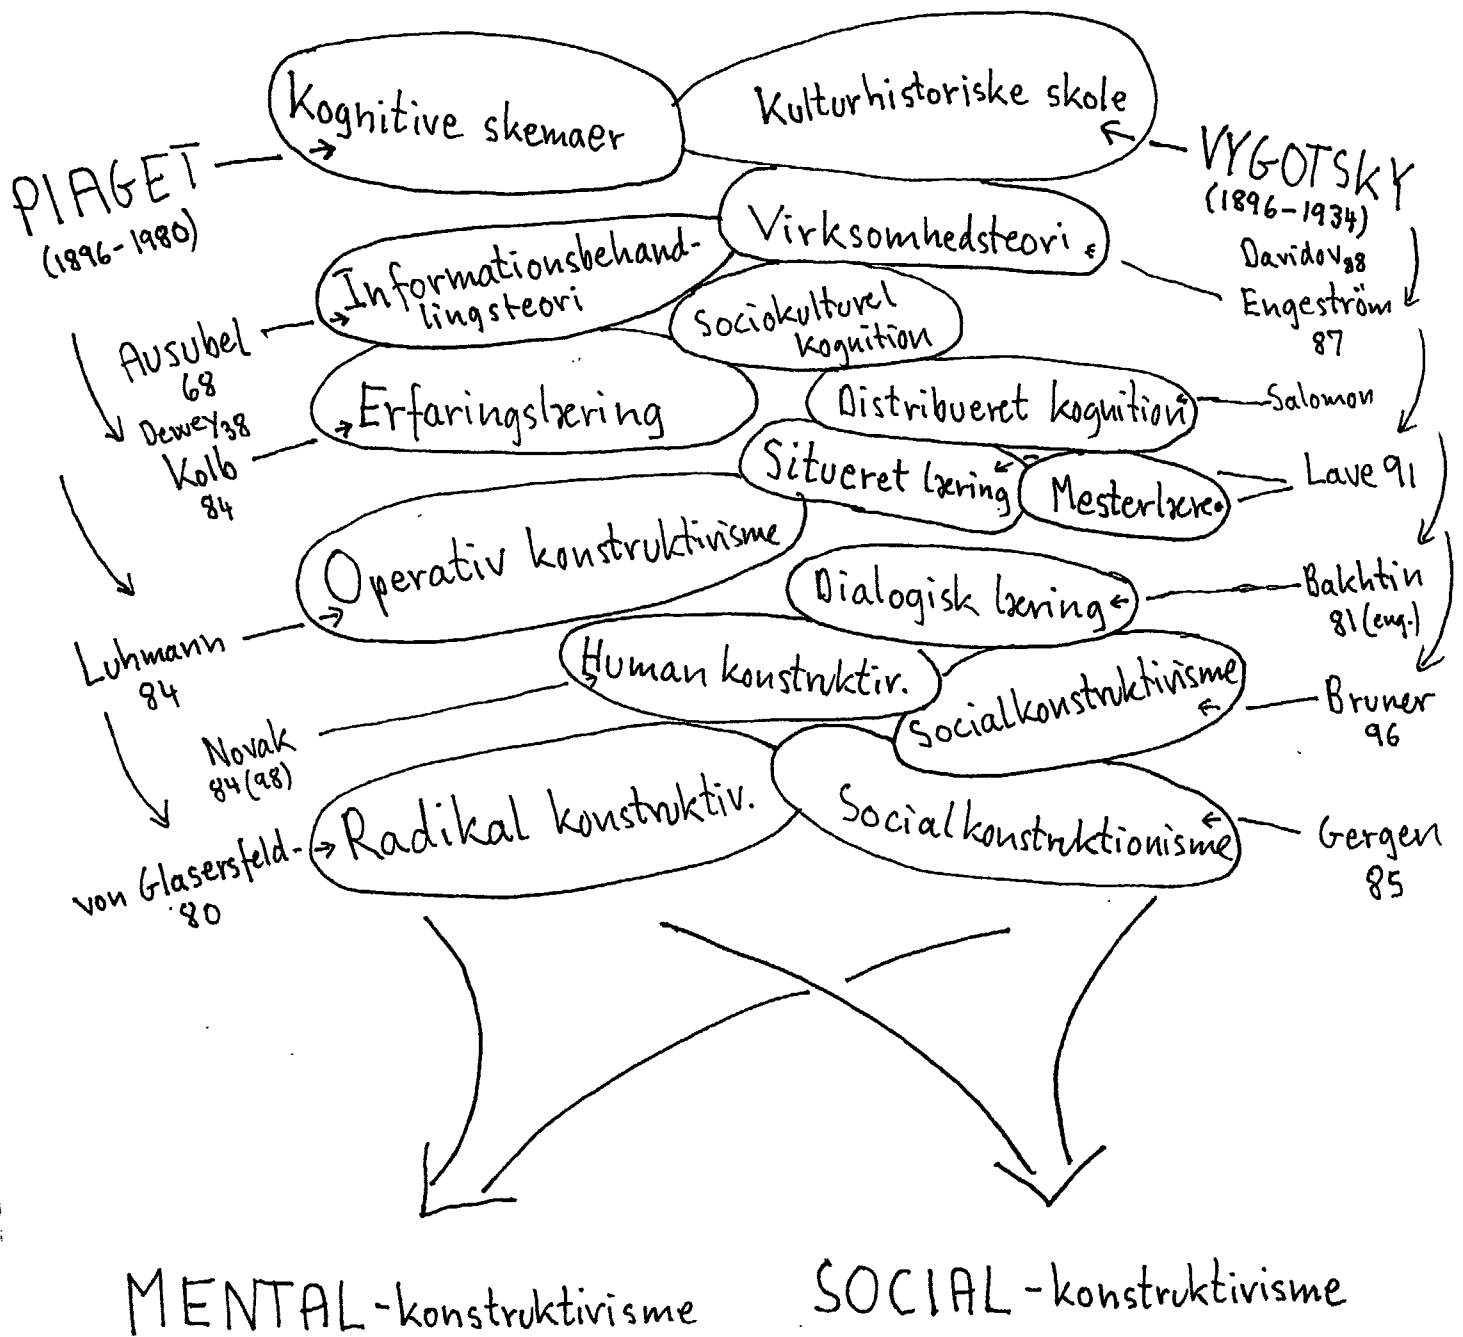 Kognitive skemaer
Kulturhistoriske skole
PIAGET
(1896-1980)
VYGOTSKY
(1896-1934)
Virksomhedsteori
Davidov 88
Engeström
87
Informationsbehand-
lingsteori
Sociokulturel
kognition
Ausubel
68
Dewey 38
Kolb
84
Erfaringslæring
Distribueret kognition
Salomon
Situeret læring
Mesterlære
Lave 91
Operativ konstruktivisme
Dialogisk læring
Bakhtin
81 (eng.)
Luhmann
84
Human konstruktiv.
Socialkonstruktivisme
Bruner
96
Novak
84 (98)
Radikal konstruktiv.
Socialkonstruktionisme
Gergen
85
von Glasersfeld
80
MENTAL-konstruktivisme
SOCIAL-konstruktivisme